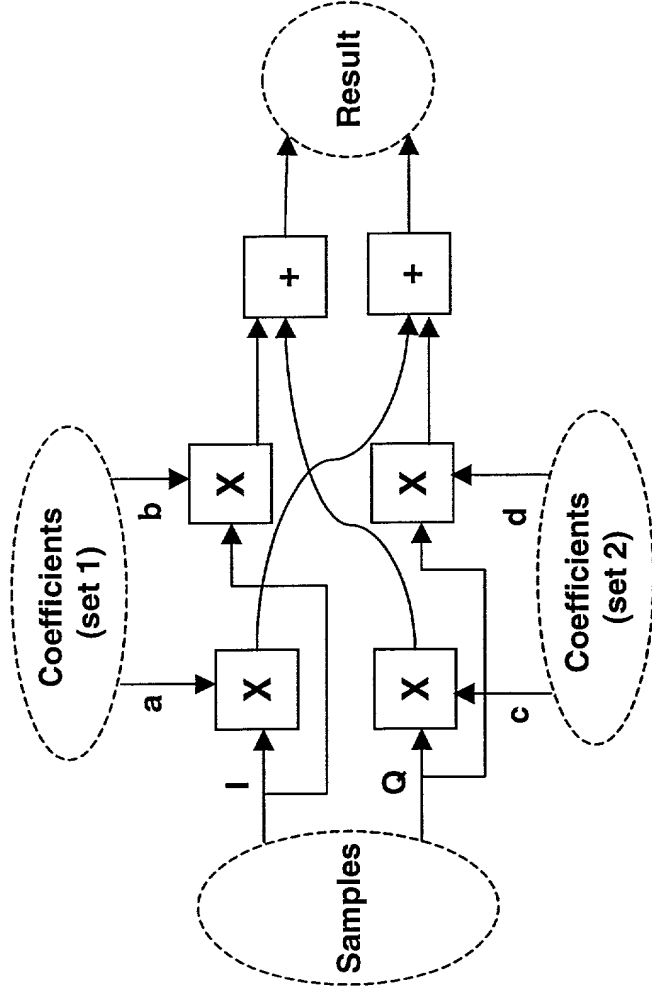 Coefficients
(set 1)
a
b
I
X
X
+
Samples
Result
Q
X
X
+
c
d
Coefficients
(set 2)